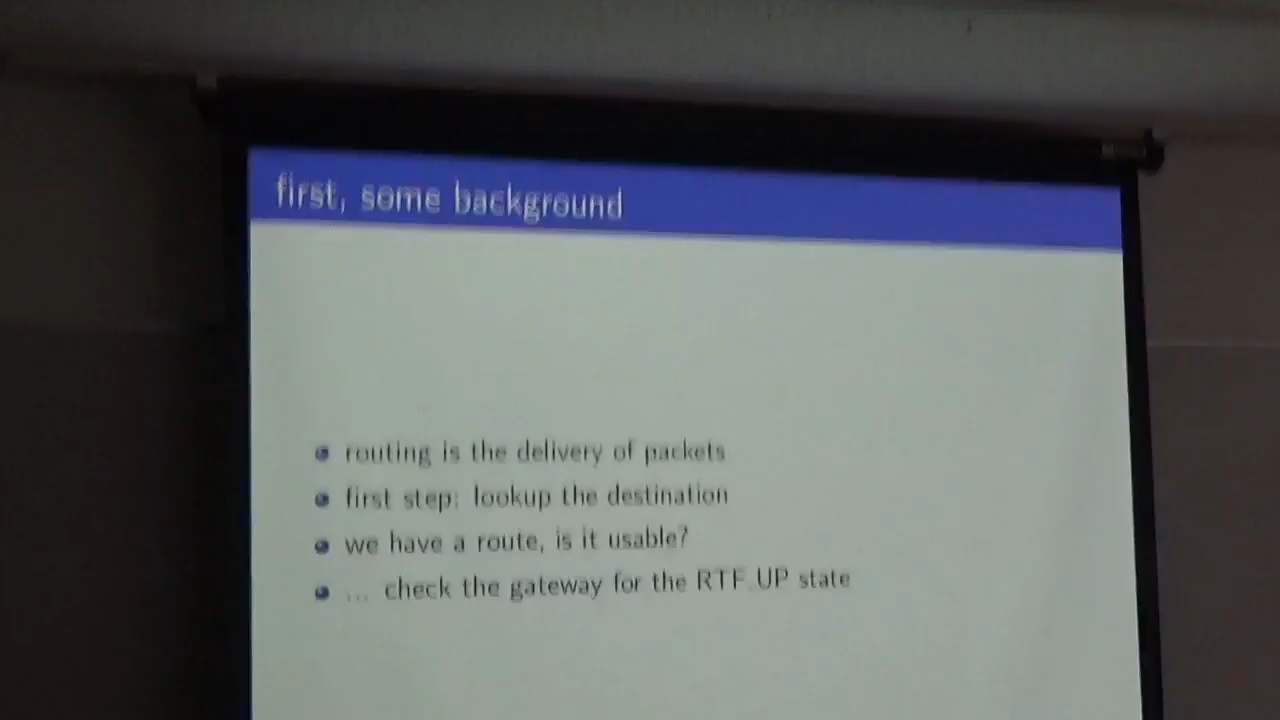 first, some background
routing is the delivery of packets
first step: lookup the destination
we have a route, is it usable?
... check the gateway for the RTF_UP state